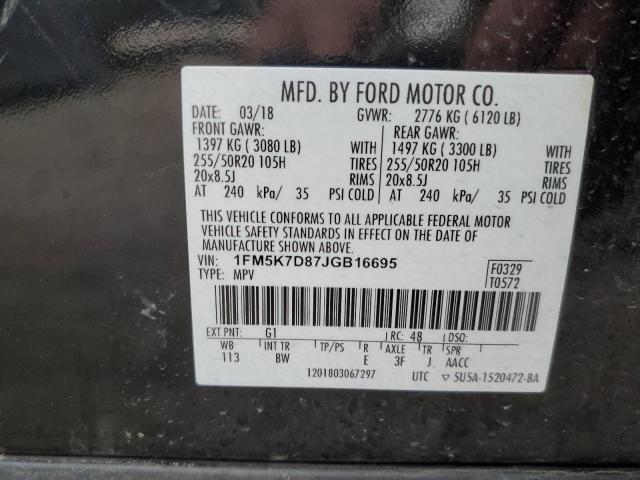 MFD. BY FORD MOTOR CO.
DATE: 03/18 GVWR: 2776 KG ( 6120 LB)
FRONT GAWR: REAR GAWR:
1397 KG ( 3080 LB) WITH 1497 KG ( 3300 LB) WITH
255/50R20 105H TIRES 255/50R20 105H TIRES
20x8.5J RIMS 20x8.5J RIMS
AT 240 kPa/ 35 PSI COLD AT 240 kPa/ 35 PSI COLD
THIS VEHICLE CONFORMS TO ALL APPLICABLE FEDERAL MOTOR
VEHICLE SAFETY STANDARDS IN EFFECT ON THE DATE OF
MANUFACTURE SHOWN ABOVE.
VIN: 1FM5K7D87JGB16695
TYPE: MPV
F0329
T0572
EXT PNT: G1 RC: 48 DSO:
WB INT TR TP/PS R AXLE TR SPR
113 BW E 3F J AACC
1201803067297 UTC ▽ 5U5A-1520472-BA